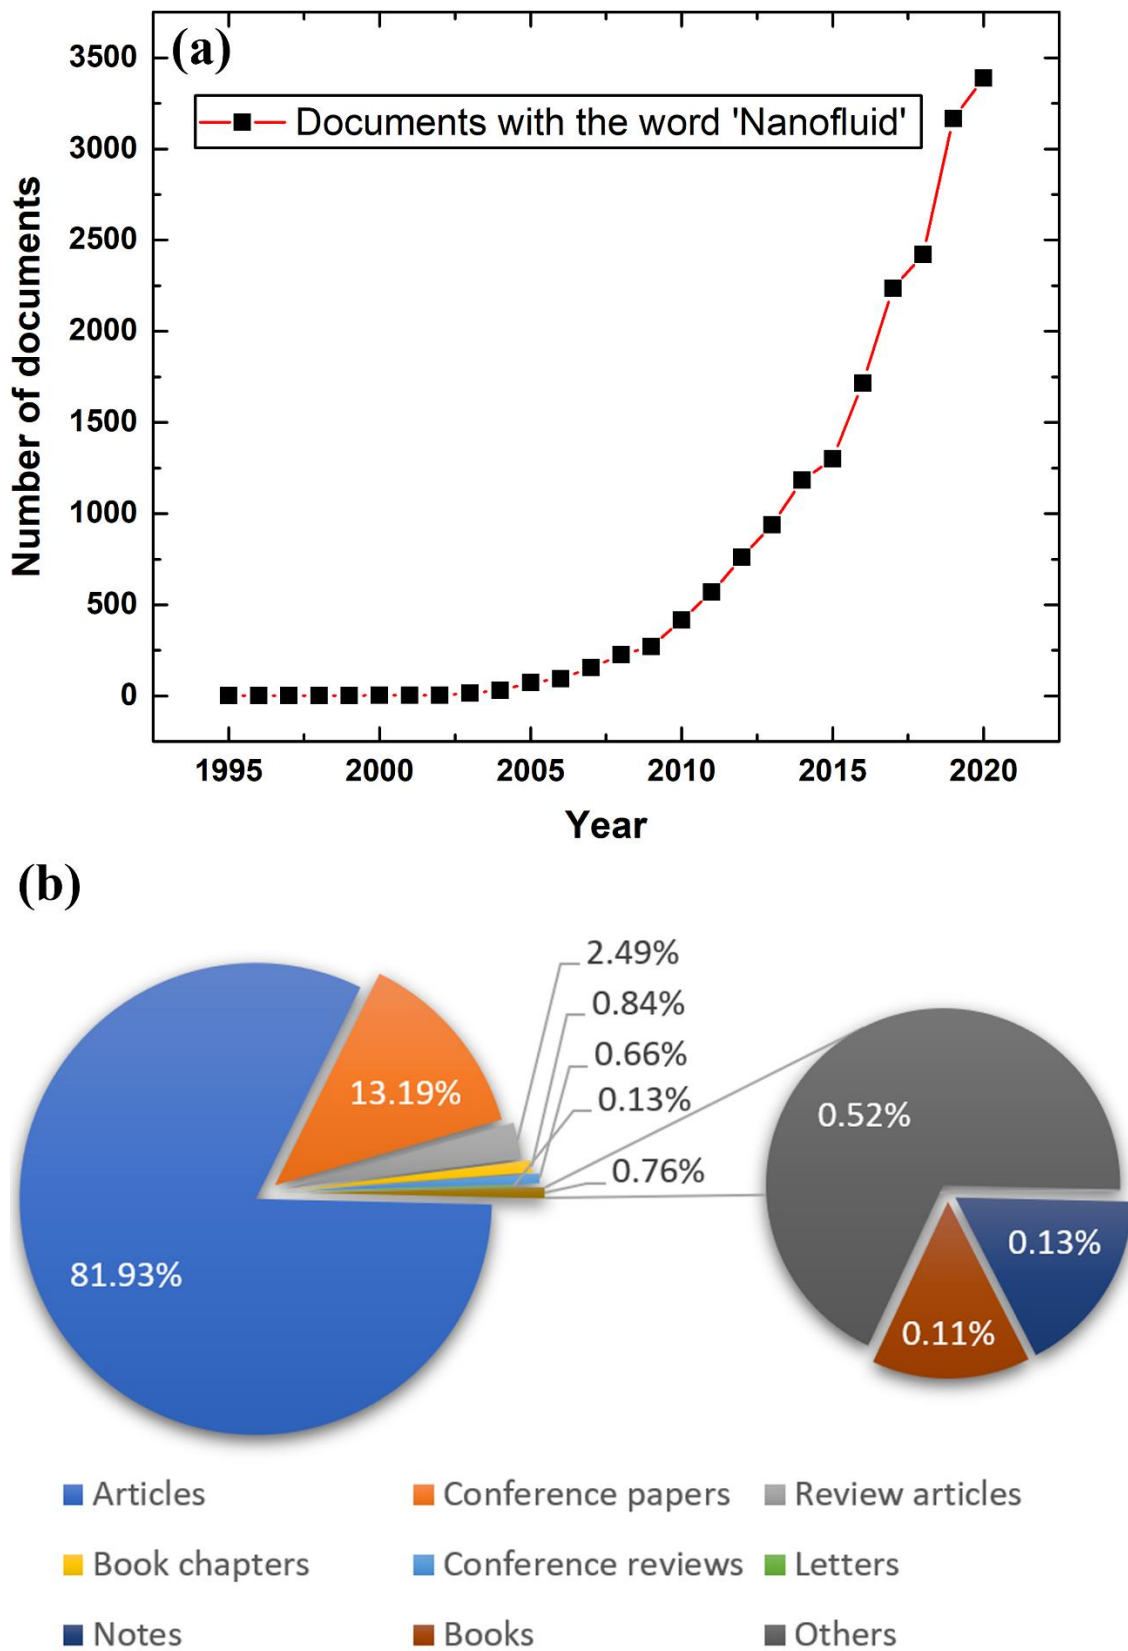 (a)
Documents with the word 'Nanofluid'
Number of documents
3500
3000
2500
2000
1500
1000
500
0
1995 2000 2005 2010 2015 2020
Year
(b)
2.49%
0.84%
0.66%
0.13%
0.76%
13.19%
81.93%
0.52%
0.13%
0.11%
Articles Conference papers Review articles
Book chapters Conference reviews Letters
Notes Books Others